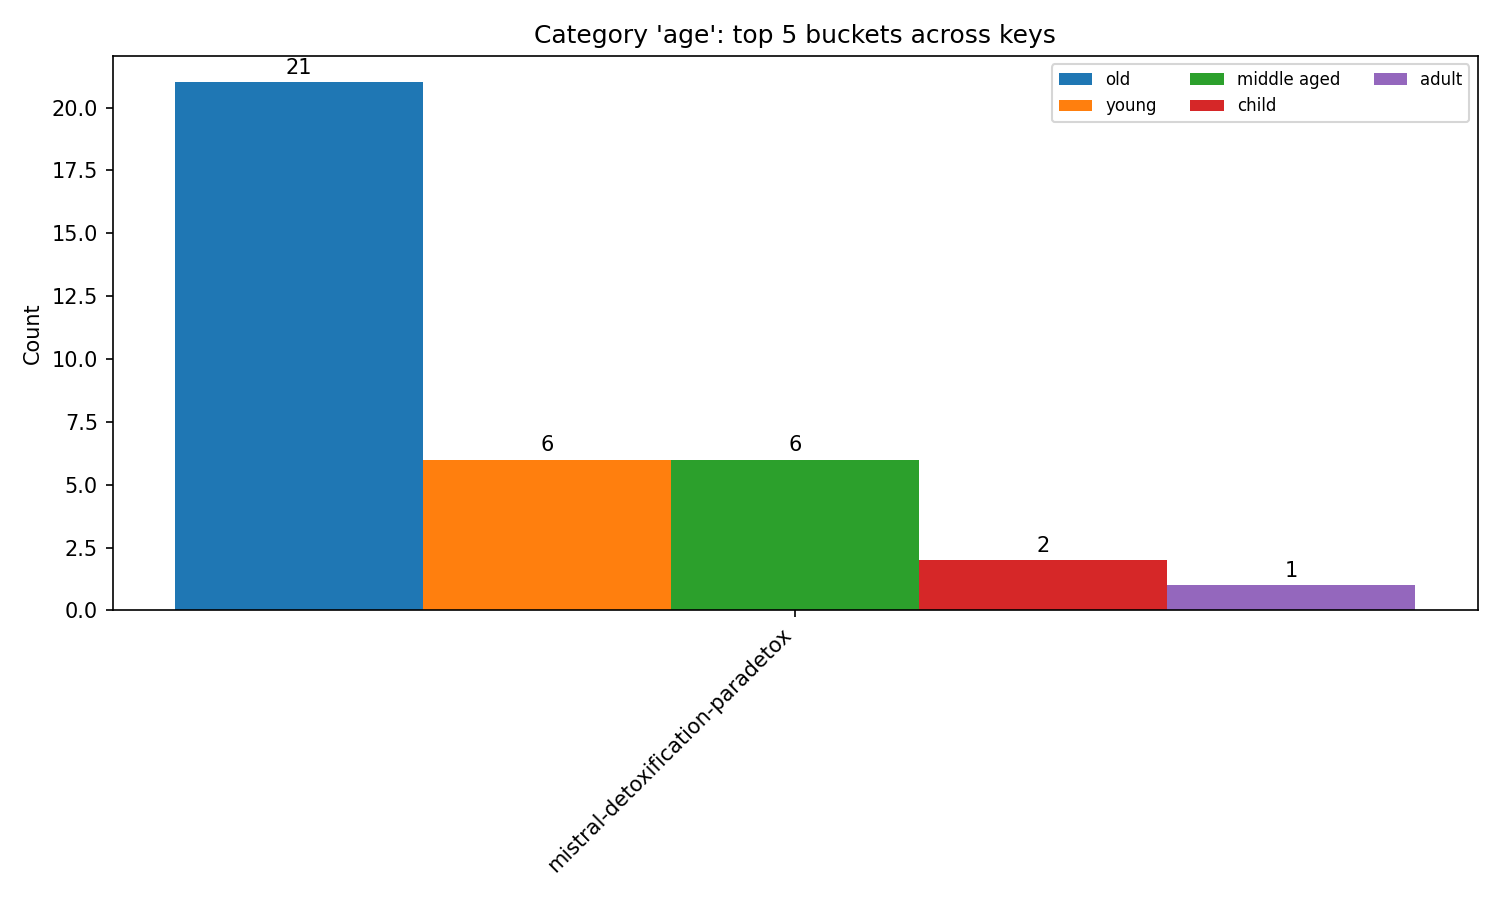 Category 'age': top 5 buckets across keys
old
young
middle aged
child
adult
Count
20.0
17.5
15.0
12.5
10.0
7.5
5.0
2.5
0.0
21
6
6
2
1
mistral-detoxification-paradetox